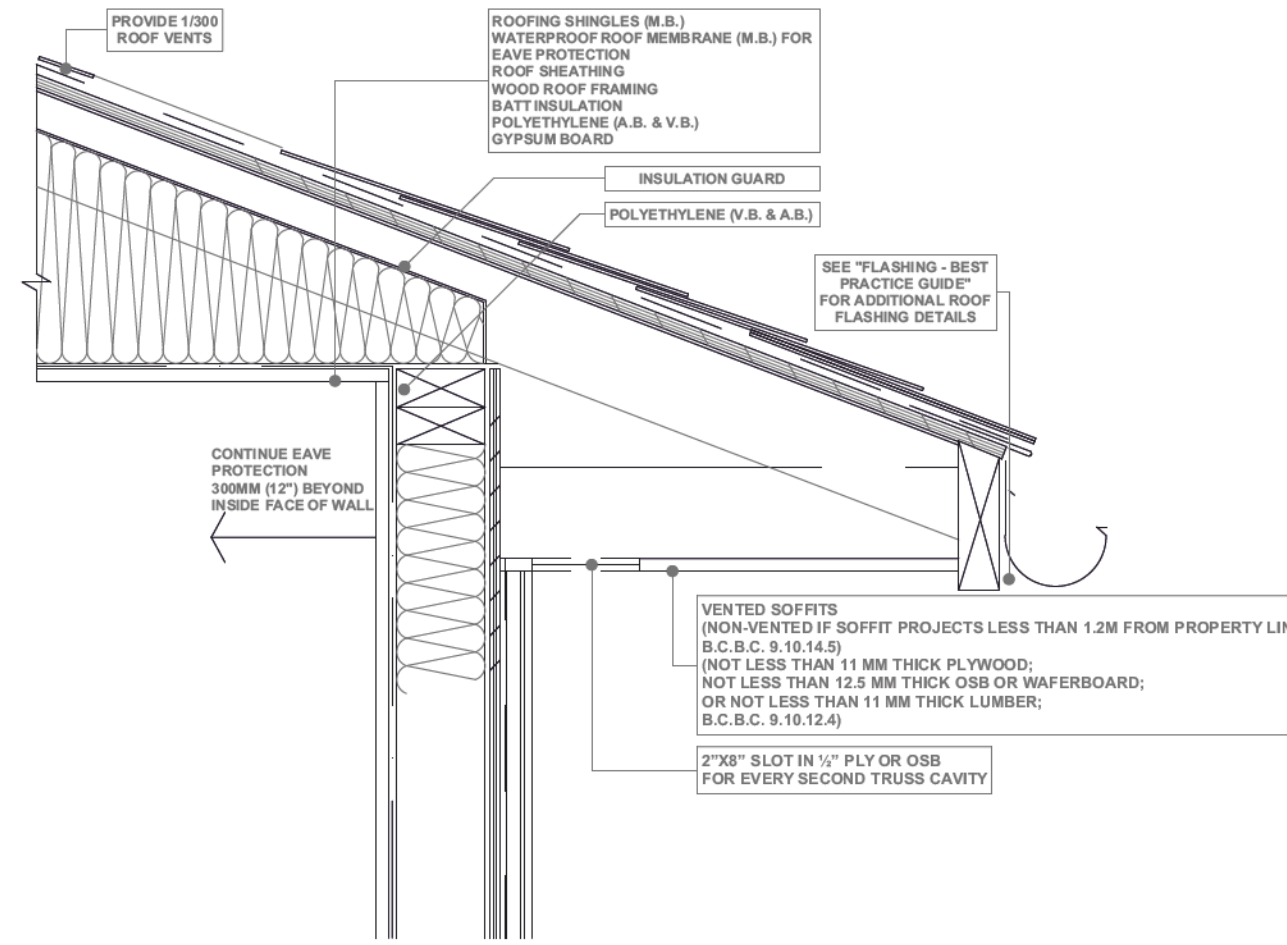 PROVIDE 1/300
ROOF VENTS
ROOFING SHINGLES (M.B.)
WATERPROOF ROOF MEMBRANE (M.B.) FOR
EAVE PROTECTION
ROOF SHEATHING
WOOD ROOF FRAMING
BATT INSULATION
POLYETHYLENE (A.B. & V.B.)
GYPSUM BOARD
INSULATION GUARD
POLYETHYLENE (V.B. & A.B.)
SEE "FLASHING - BEST
PRACTICE GUIDE"
FOR ADDITIONAL ROOF
FLASHING DETAILS
CONTINUE EAVE
PROTECTION
300MM (12") BEYOND
INSIDE FACE OF WALL
VENTED SOFFITS
(NON-VENTED IF SOFFIT PROJECTS LESS THAN 1.2M FROM PROPERTY
B.C.B.C. 9.10.14.5)
(NOT LESS THAN 11 MM THICK PLYWOOD;
NOT LESS THAN 12.5 MM THICK OSB OR WAFERBOARD;
OR NOT LESS THAN 11 MM THICK LUMBER;
B.C.B.C. 9.10.12.4)
2”X8” SLOT IN ½” PLY OR OSB
FOR EVERY SECOND TRUSS CAVITY